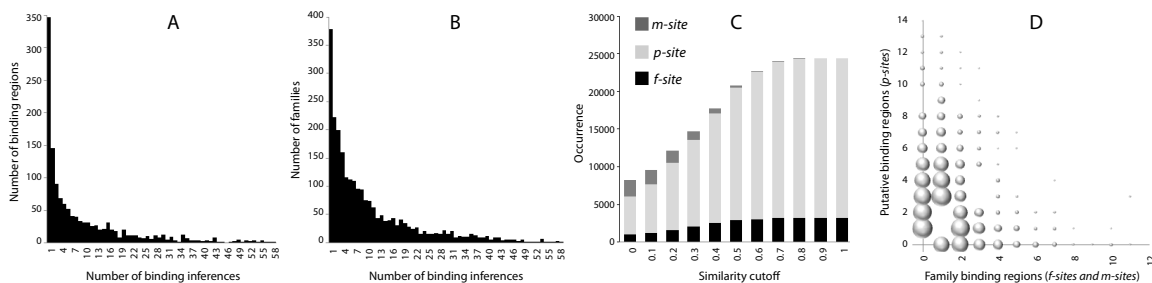 A
350
300
250
200
150
100
50
0
Number of binding regions
1 4 7 10 13 16 19 22 25 28 31 34 37 40 43 46 49 52 55 58
Number of binding inferences
B
400
350
300
250
200
150
100
50
0
Number of families
1 4 7 10 13 16 19 22 25 28 31 34 37 40 43 46 49 52 55 58
Number of binding inferences
C
m-site
p-site
f-site
30000
25000
20000
15000
10000
5000
0
Occurrence
0 0.1 0.2 0.3 0.4 0.5 0.6 0.7 0.8 0.9 1
Similarity cutoff
D
14
12
10
8
6
4
2
0
Putative binding regions (p-sites)
0 2 4 6 8 10 12
Family binding regions (f-sites and m-sites)